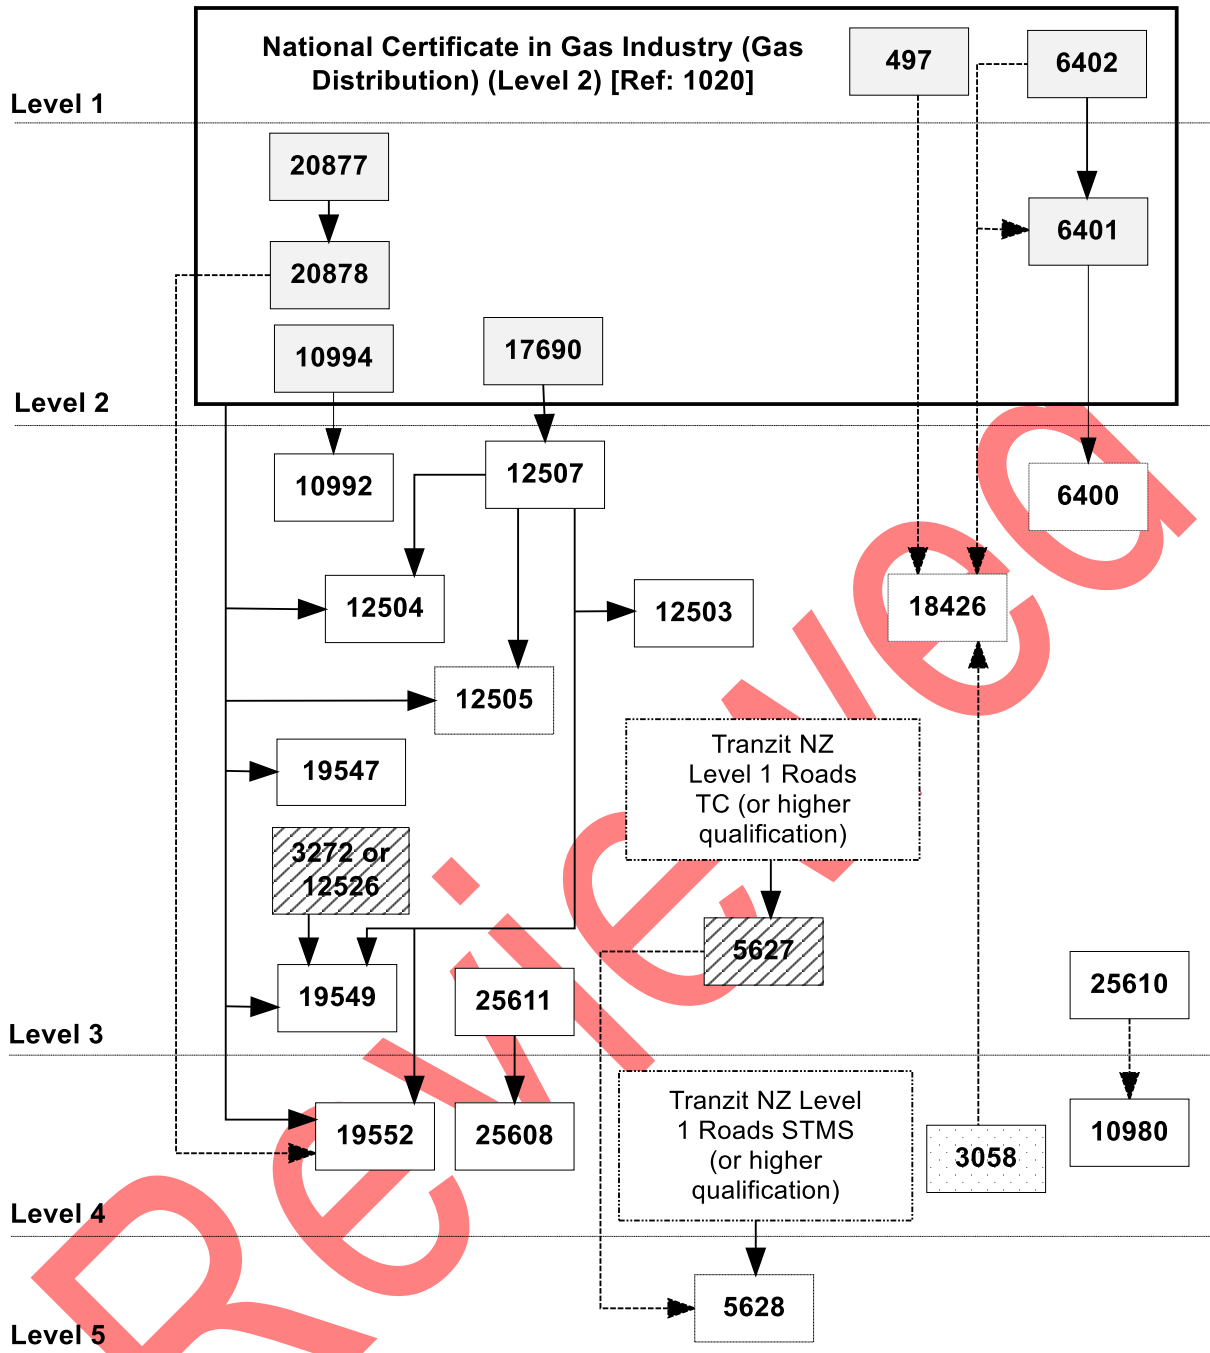 National Certificate in Gas Industry (Gas
Distribution) (Level 2) [Ref: 1020]
497
6402
Level 1
20877
6401
20878
10994
17690
Level 2
12507
10992
6400
12504
12503
18426
12505
Tranzit NZ
Level 1 Roads
TC (or higher
qualification)
19547
3272 or
12526
5627
19549
25611
25610
Level 3
Tranzit NZ Level
1 Roads STMS
(or higher
qualification)
19552
25608
3058
10980
Level 4
5628
Level 5
Reviewed